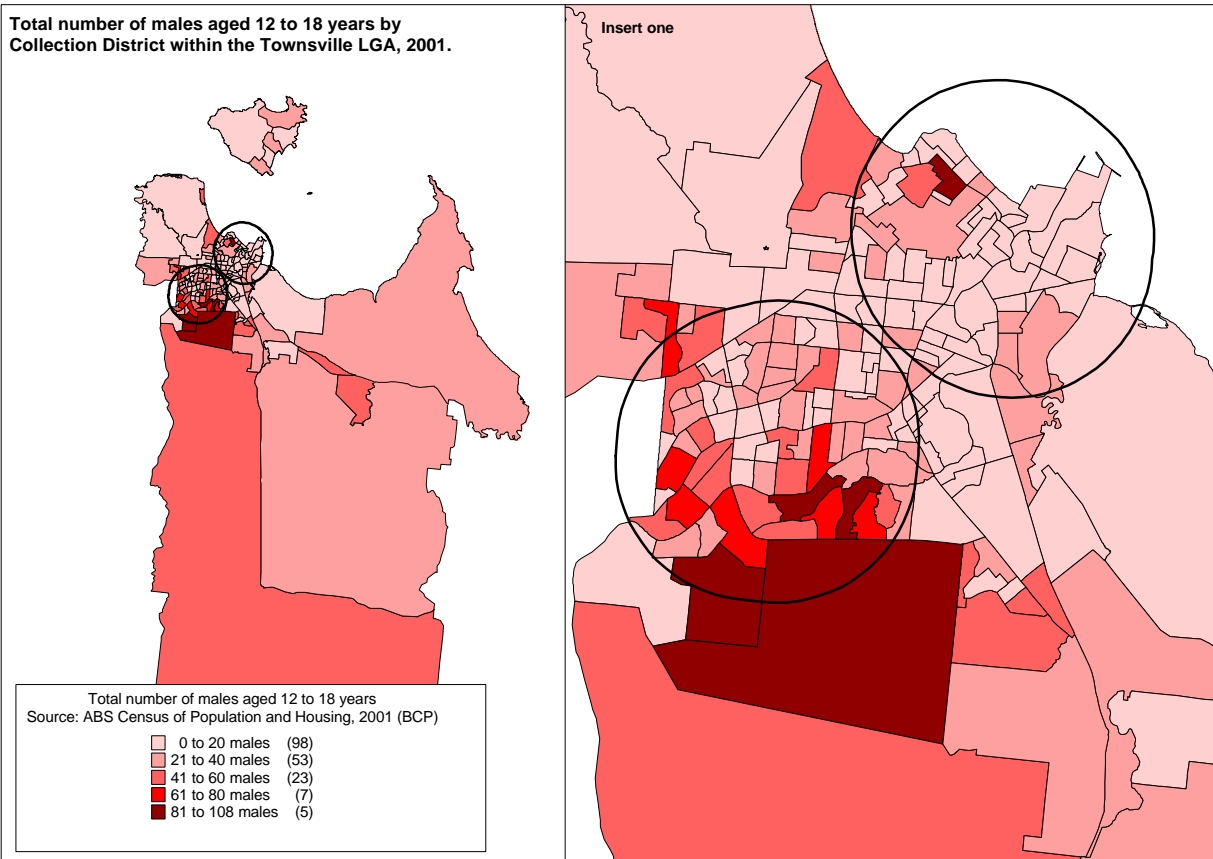 Total number of males aged 12 to 18 years by
Collection District within the Townsville LGA, 2001.
Insert one
Total number of males aged 12 to 18 years
Source: ABS Census of Population and Housing, 2001 (BCP)
0 to 20 males (98)
21 to 40 males (53)
41 to 60 males (23)
61 to 80 males (7)
81 to 108 males (5)